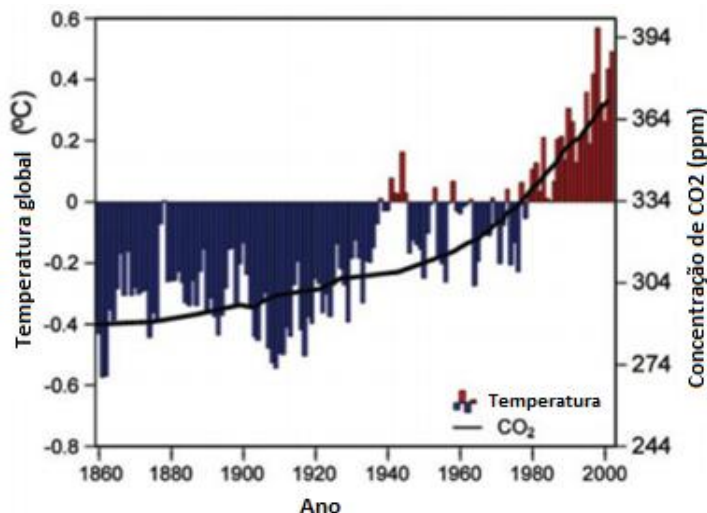 Temperatura global (ºC)
0.6
0.4
0.2
0
-0.2
-0.4
-0.6
-0.8
394
364
334
304
274
244
Concentração de CO2 (ppm)
Temperatura
CO₂
1860 1880 1900 1920 1940 1960 1980 2000
Ano